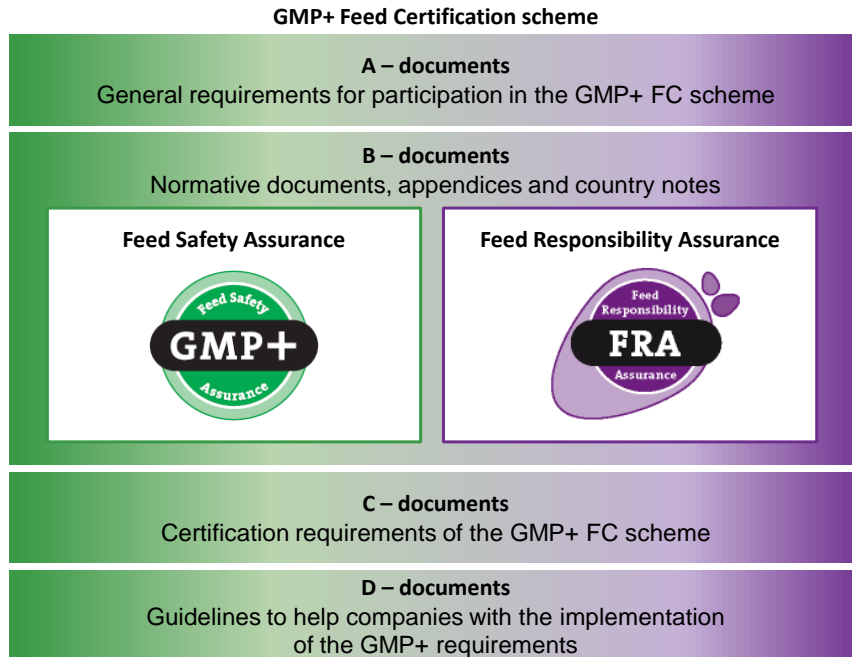 GMP+ Feed Certification scheme
A – documents
General requirements for participation in the GMP+ FC scheme
B – documents
Normative documents, appendices and country notes
Feed Safety Assurance
Feed Safety
GMP+
Assurance
Feed Responsibility Assurance
Feed
Responsibility
FRA
Assurance
C – documents
Certification requirements of the GMP+ FC scheme
D – documents
Guidelines to help companies with the implementation
of the GMP+ requirements